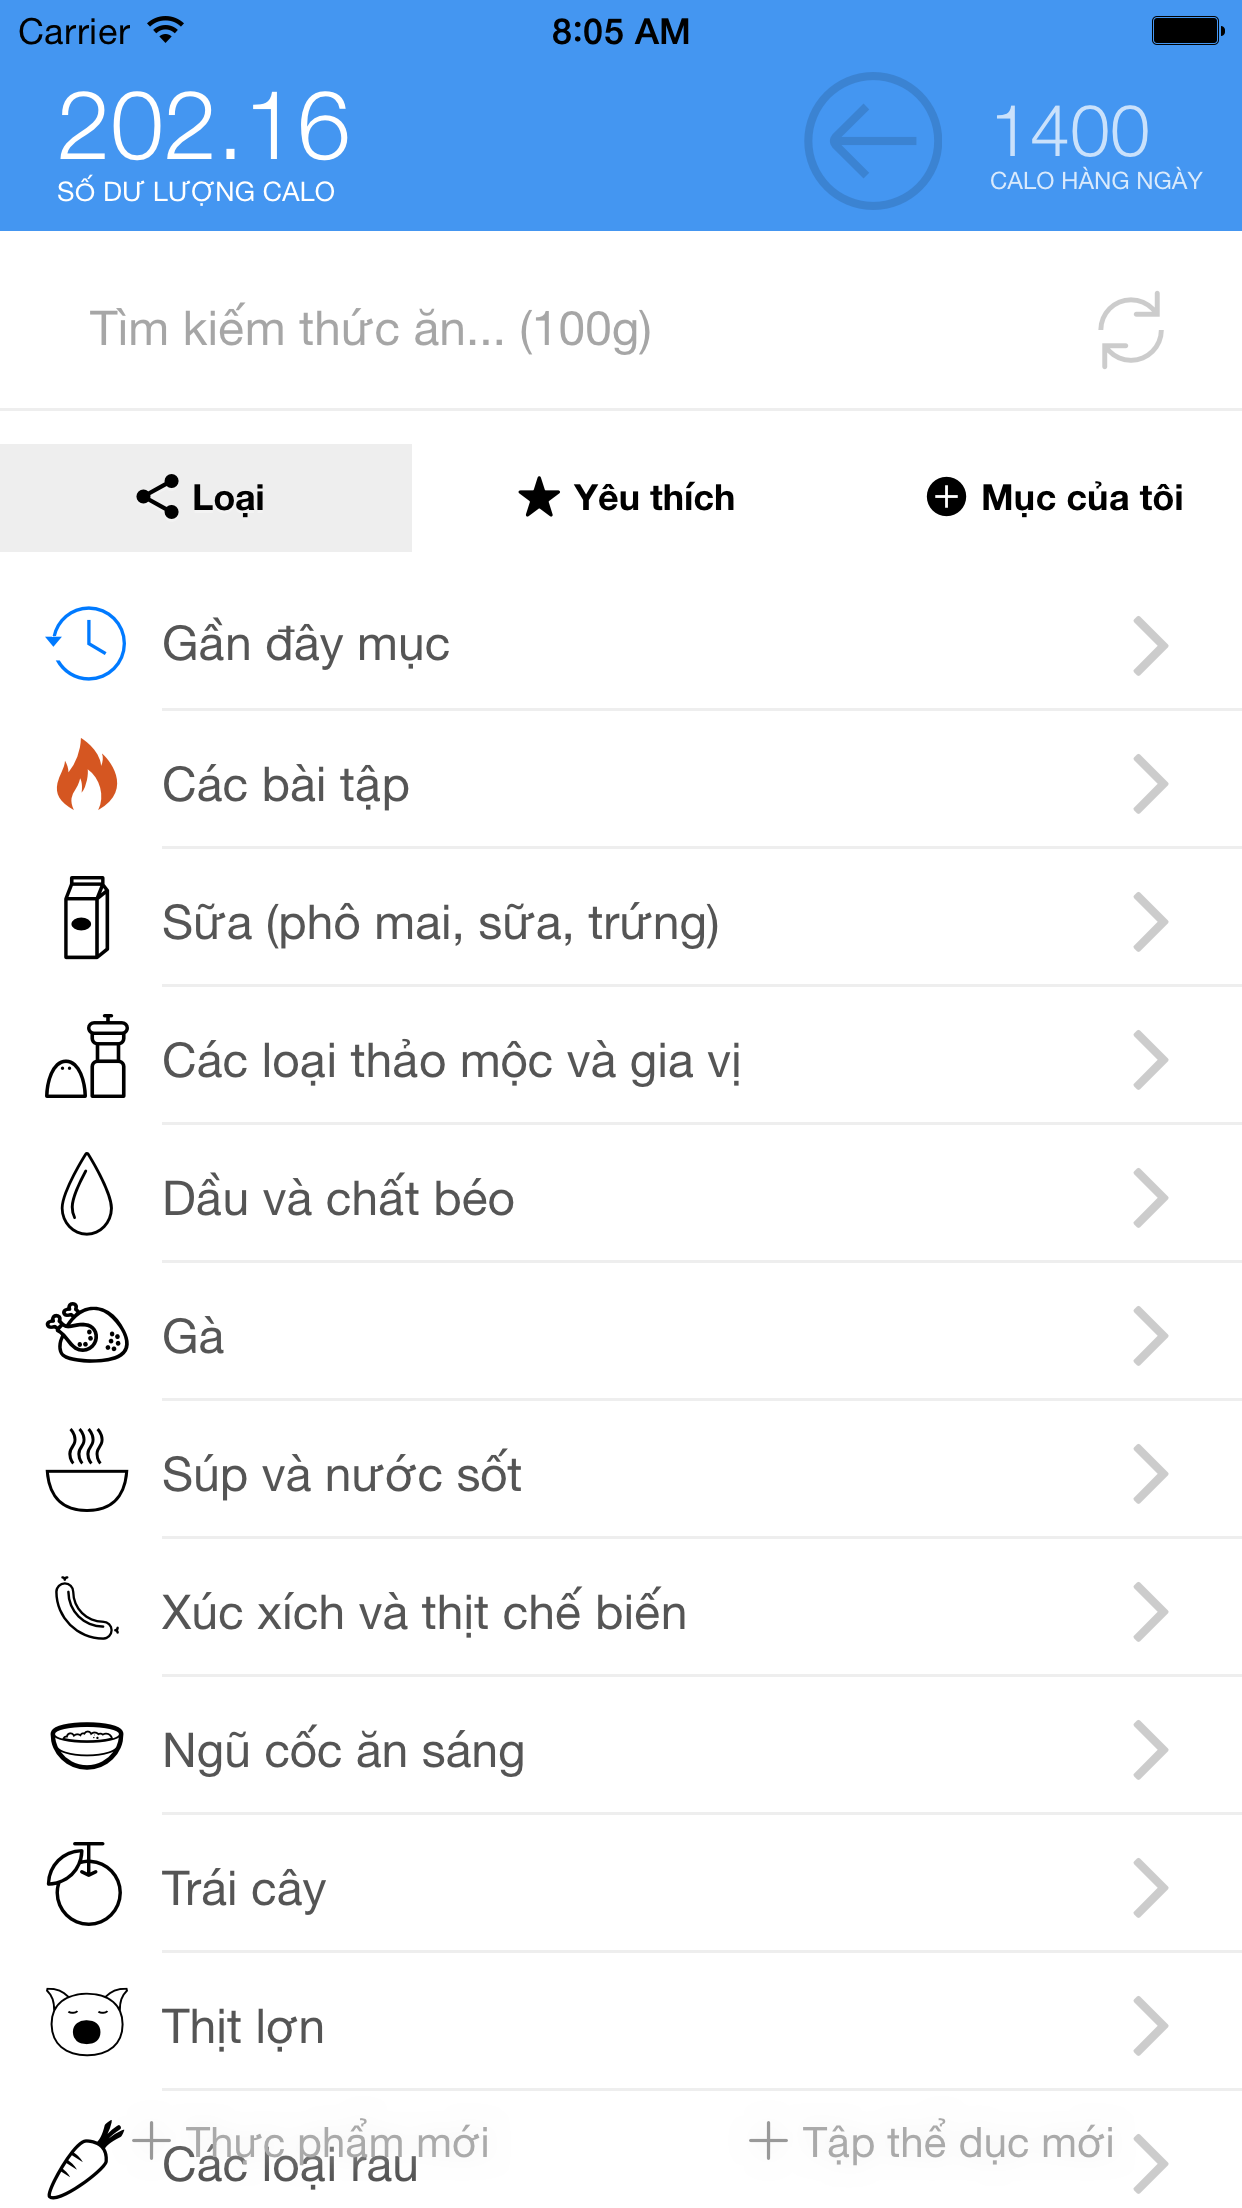 Carrier 8:05 AM
202.16
SỐ DƯ LƯỢNG CALO
1400
CALO HÀNG NGÀY
Tìm kiếm thức ăn... (100g)
Loại Yêu thích Mục của tôi
Gần đây mục
Các bài tập
Sữa (phô mai, sữa, trứng)
Các loại thảo mộc và gia vị
Dầu và chất béo
Gà
Súp và nước sốt
Xúc xích và thịt chế biến
Ngũ cốc ăn sáng
Trái cây
Thịt lợn
Thực phẩm mới Tập thể dục mới
Các loại rau